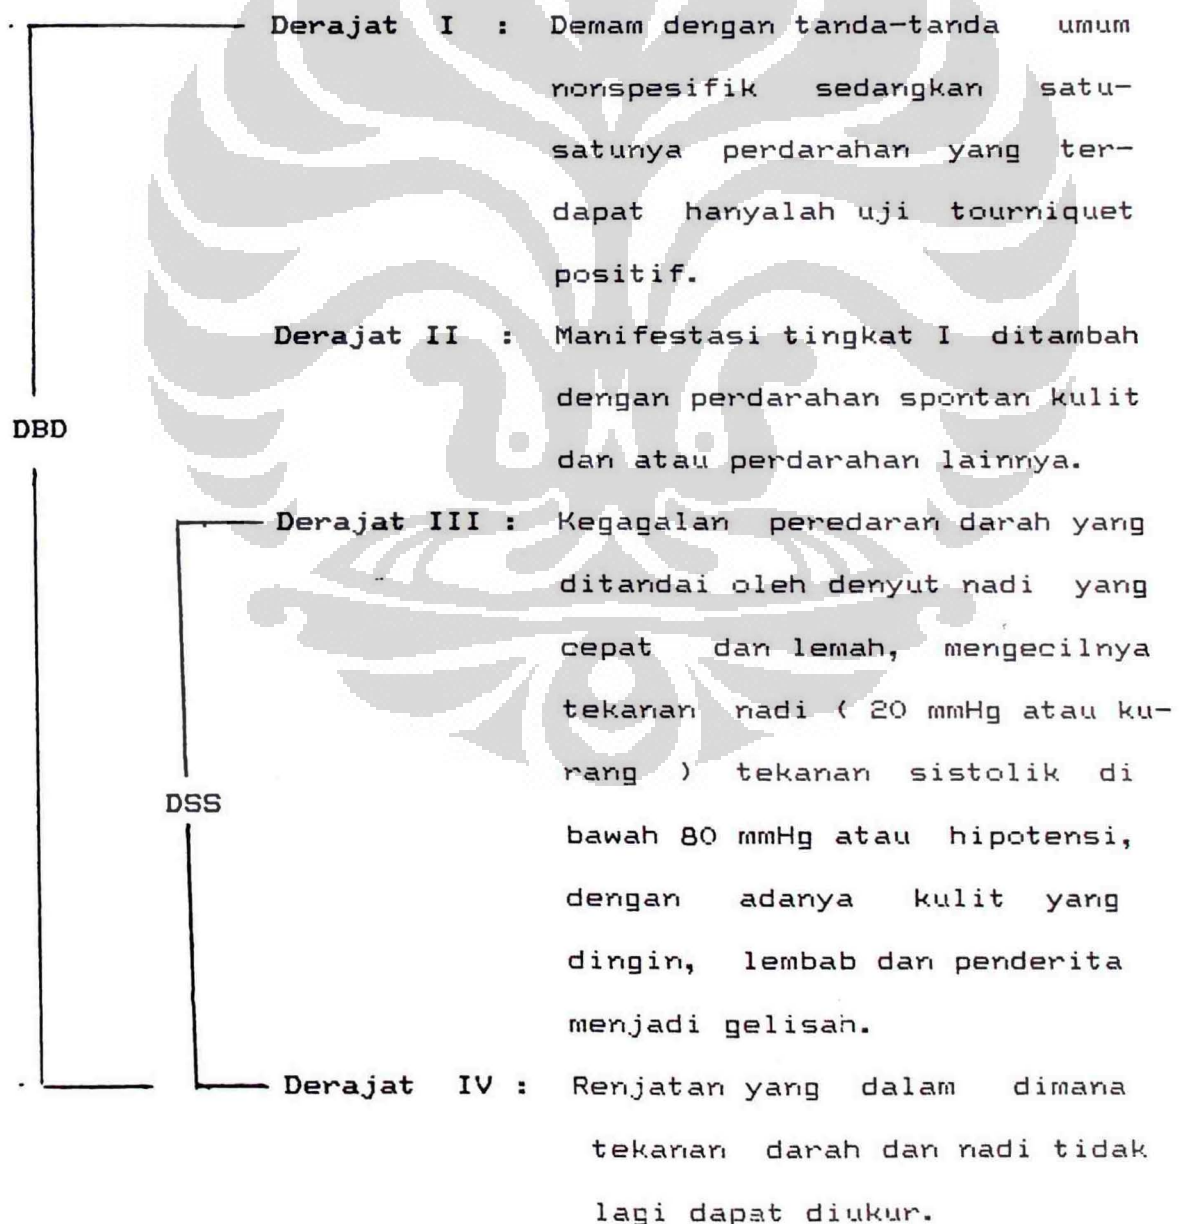 Derajat I : Demam dengan tanda-tanda umum
nonspesifik sedangkan satu-
satunya perdarahan yang ter-
dapat hanyalah uji tourniquet
positif.
Derajat II : Manifestasi tingkat I ditambah
dengan perdarahan spontan kulit
DBD
dan atau perdarahan lainnya.
Derajat III : Kegagalan peredaran darah yang
ditandai oleh denyut nadi yang
cepat dan lemah, mengecilnya
tekanan nadi ( 20 mmHg atau ku-
rang ) tekanan sistolik di
DSS
bawah 80 mmHg atau hipotensi,
dengan adanya kulit yang
dingin, lembab dan penderita
menjadi gelisah.
Derajat IV : Renjatan yang dalam dimana
tekanan darah dan nadi tidak
lagi dapat diukur.